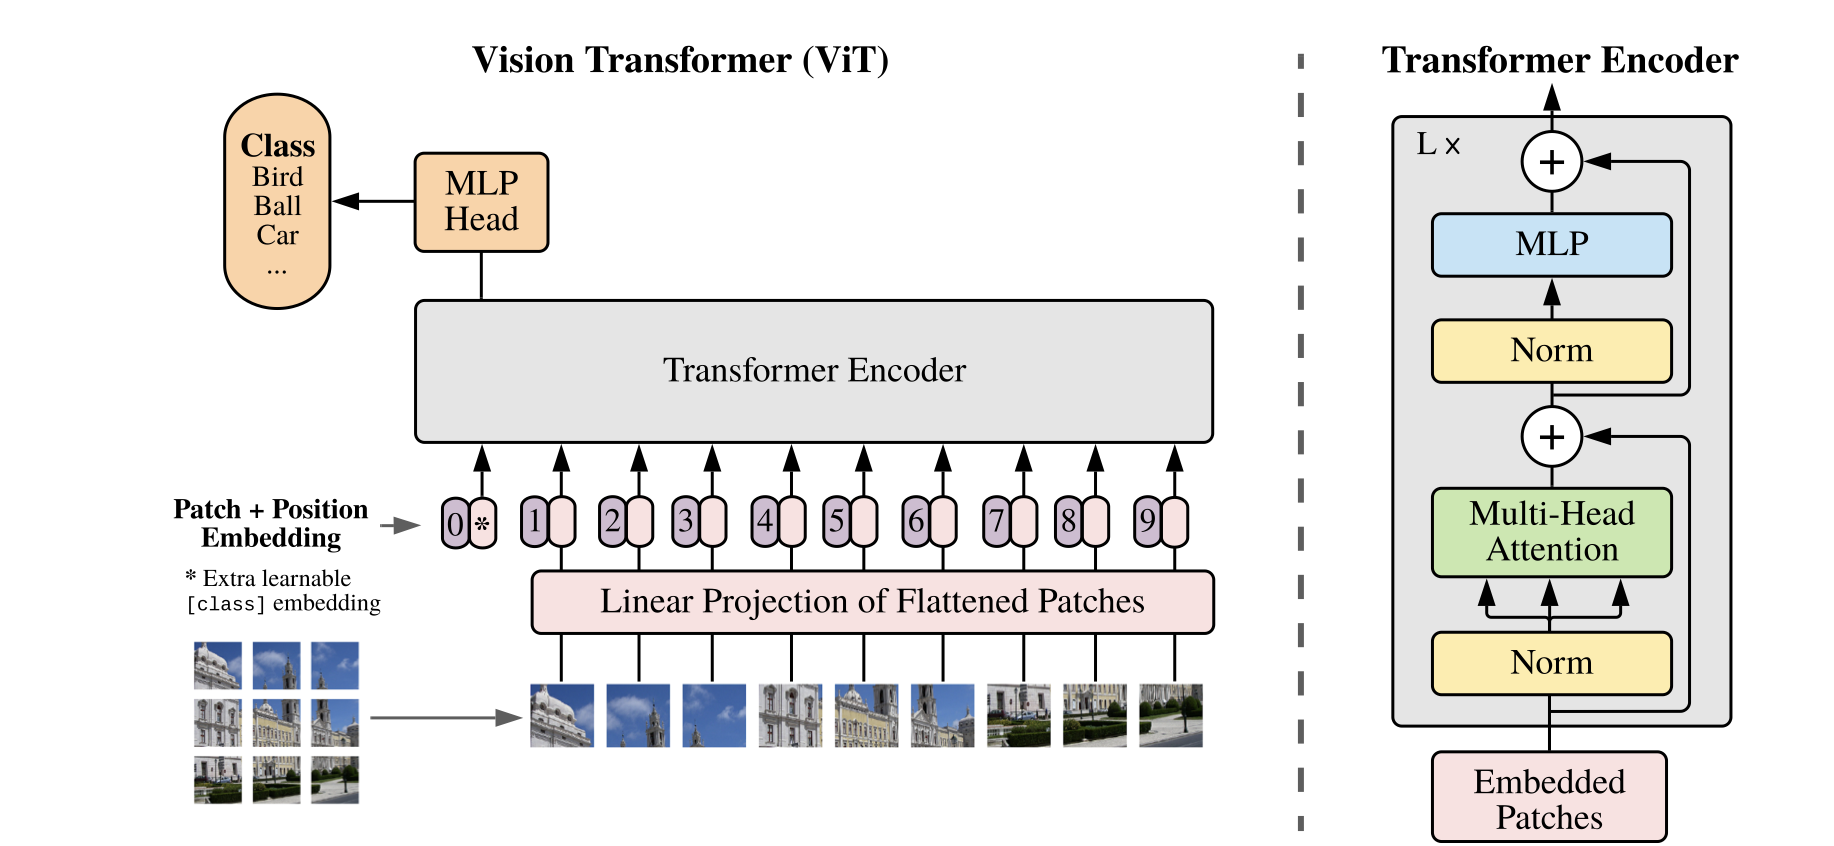 Vision Transformer (ViT)
Class
Bird
Ball
Car
...
MLP
Head
Transformer Encoder
Patch + Position
Embedding
0 * 1 2 3 4 5 6 7 8 9
* Extra learnable
[class] embedding
Linear Projection of Flattened Patches
Transformer Encoder
L x
+
MLP
Norm
+
Multi-Head
Attention
Norm
Embedded
Patches